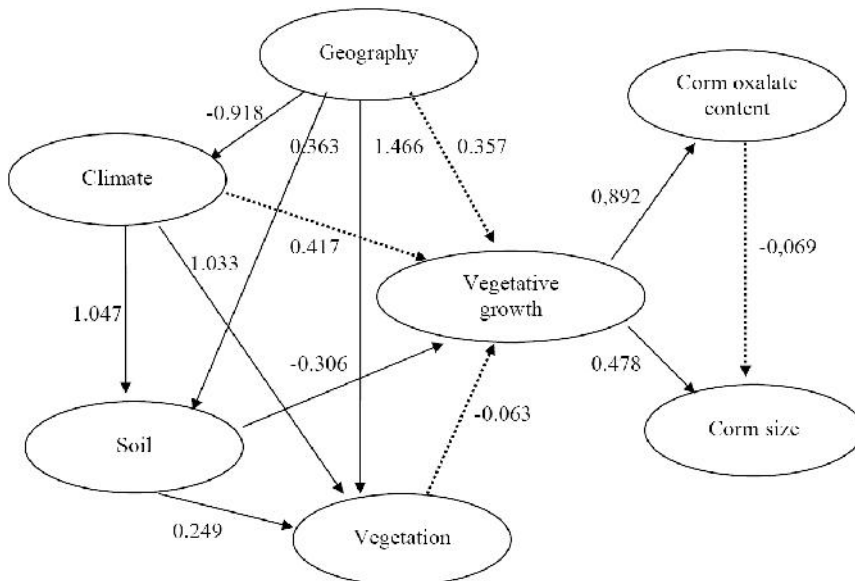 Geography
Corm oxalate
content
-0.918
0.363
1.466
0.357
Climate
0,892
0.417
1.033
-0,069
Vegetative
growth
1.047
-0.306
0.478
-0.063
Soil
Corm size
0.249
Vegetation